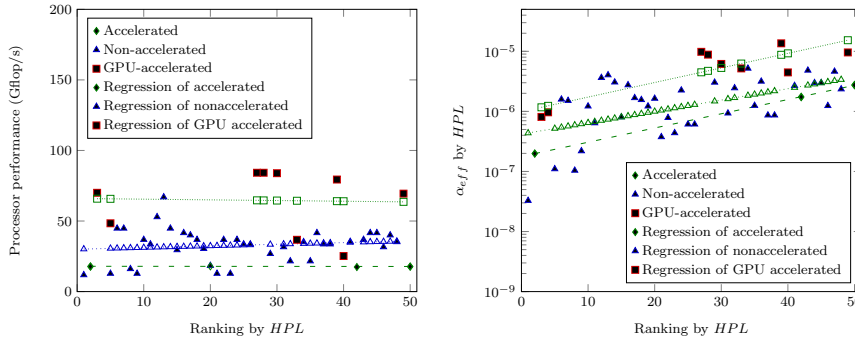 Accelerated
Non-accelerated
GPU-accelerated
Regression of accelerated
Regression of nonaccelerated
Regression of GPU accelerated
200
150
100
50
0
0 10 20 30 40 50
Processor performance (Gflop/s)
Ranking by HPL
Accelerated
Non-accelerated
GPU-accelerated
Regression of accelerated
Regression of nonaccelerated
Regression of GPU accelerated
10⁻⁵
10⁻⁶
10⁻⁷
10⁻⁸
10⁻⁹
0 10 20 30 40 50
α_eff by HPL
Ranking by HPL